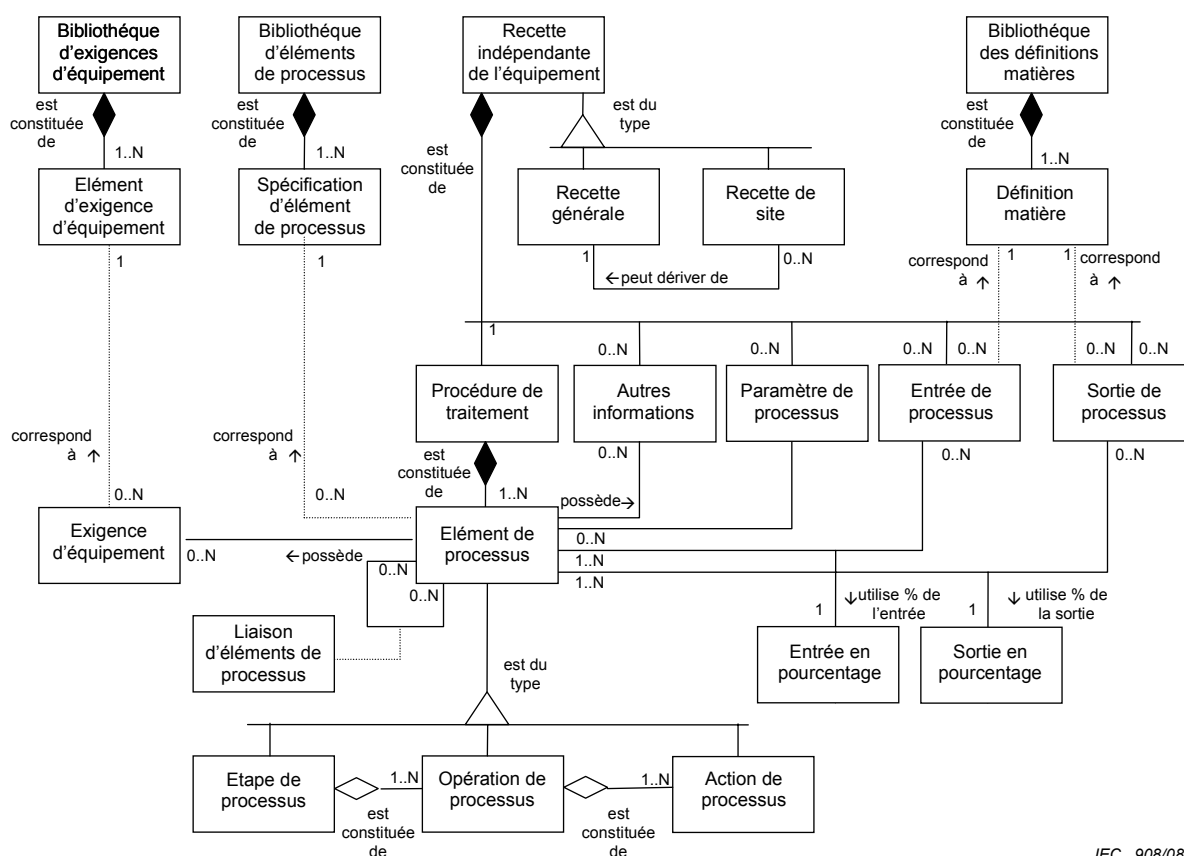 Bibliothéque
d'exigences
d'équipement
Bibliothéque
d'éléments
de processus
Recette
indépendante
de l'équipement
Bibliothéque
des définitions
matières
est
constituée
de
1..N
est
constituée
de
1..N
est
constituée
de
est du
type
est
constituée
de
1..N
Elément
d'exigence
d'équipement
Spécification
d'élément
de processus
Recette
générale
Recette de
site
Définition
matière
1
1
1
0..N
←peut dériver de
correspond
à ↑
1
1
correspond
à ↑
1
0..N
0..N
0..N
0..N
0..N
0..N
Procédure de
traitement
Autres
informations
Paramètre de
processus
Entrée de
processus
Sortie de
processus
correspond
à ↑
correspond
à ↑
est
constituée
de
0..N
0..N
0..N
0..N
0..N
1..N
possède→
Exigence
d'équipement
Elément de
processus
0..N
←possède
0..N
0..N
0..N
1..N
1..N
1
↓utilise % de
l'entrée
1
↓ utilise % de
la sortie
Liaison
d'éléments de
processus
Entrée en
pourcentage
Sortie en
pourcentage
est du
type
Etape de
processus
1..N
Opération de
processus
1..N
Action de
processus
est
constituée
de
est
constituée
de
IEC 908/08